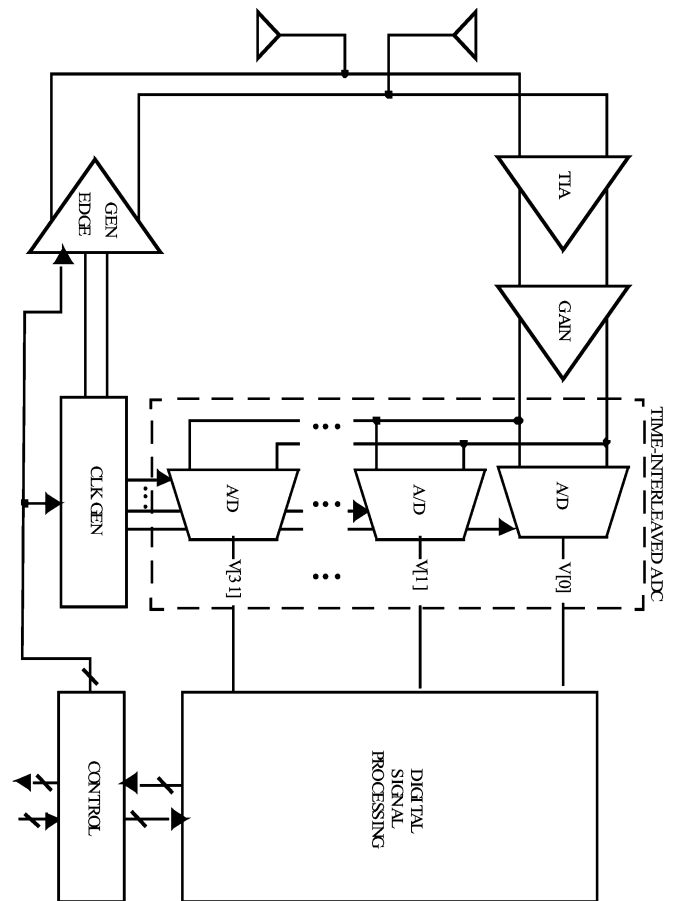 TIA
GAIN
TIME-INTERLEAVED ADC
A/D
V[0]
A/D
V[1]
A/D
V[31]
GEN
EDGE
CLK GEN
CONTROL
DIGITAL
SIGNAL
PROCESSING